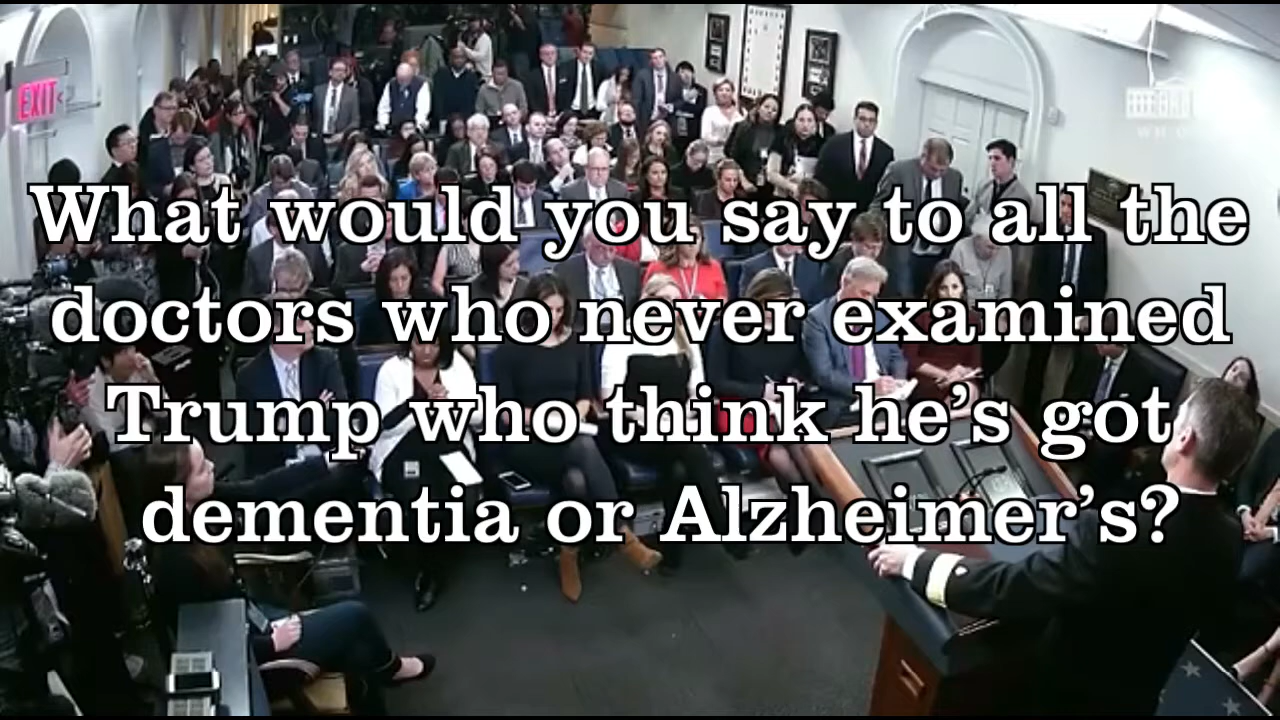 EXIT
What would you say to all the
doctors who never examined
Trump who think he’s got
dementia or Alzheimer’s?